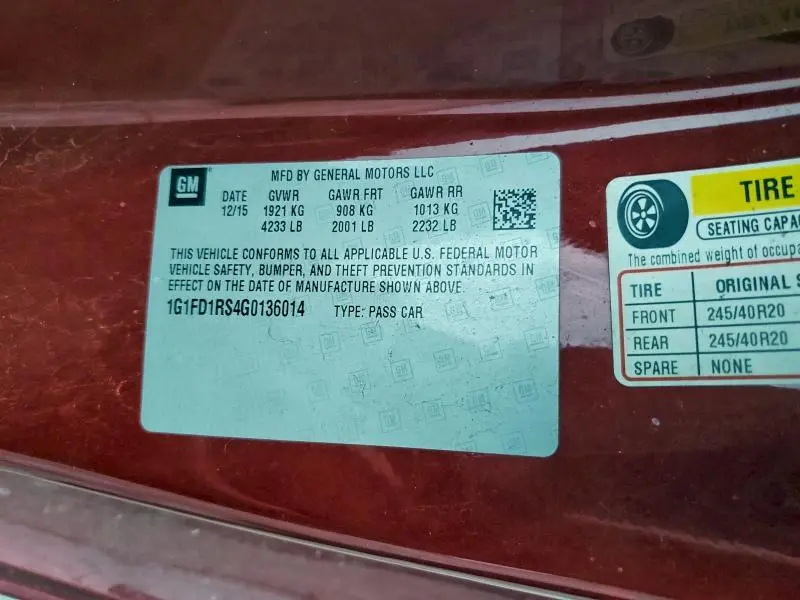 GM
MFD BY GENERAL MOTORS LLC
DATE GVWR GAWR FRT GAWR RR
12/15 1921 KG 908 KG 1013 KG
4233 LB 2001 LB 2232 LB
THIS VEHICLE CONFORMS TO ALL APPLICABLE U.S. FEDERAL MOTOR
VEHICLE SAFETY, BUMPER, AND THEFT PREVENTION STANDARDS IN
EFFECT ON THE DATE OF MANUFACTURE SHOWN ABOVE.
1G1FD1RS4G0136014 TYPE: PASS CAR
TIRE
SEATING CAPA
The combined weight of occupa
TIRE ORIGINAL S
FRONT 245/40R20
REAR 245/40R20
SPARE NONE